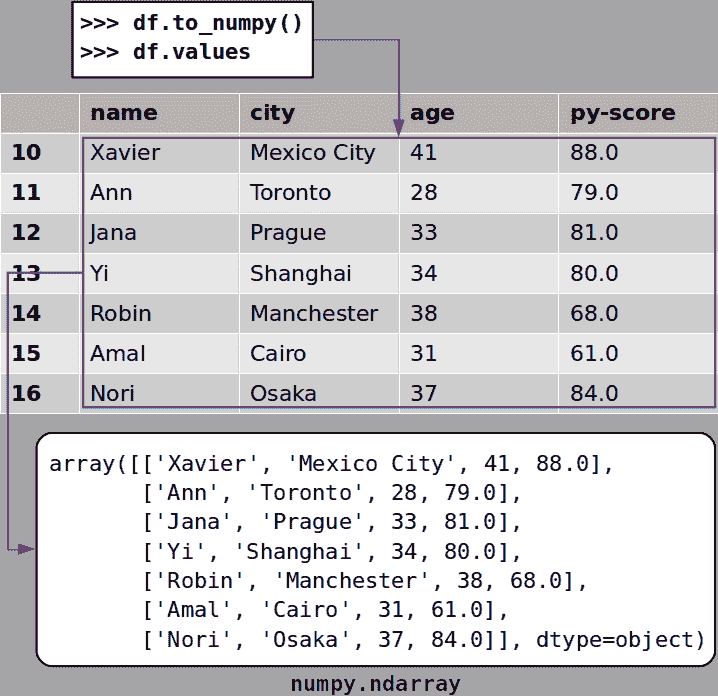 >>> df.to_numpy()
>>> df.values
name city age py-score
10 Xavier Mexico City 41 88.0
11 Ann Toronto 28 79.0
12 Jana Prague 33 81.0
13 Yi Shanghai 34 80.0
14 Robin Manchester 38 68.0
15 Amal Cairo 31 61.0
16 Nori Osaka 37 84.0
array([['Xavier', 'Mexico City', 41, 88.0],
['Ann', 'Toronto', 28, 79.0],
['Jana', 'Prague', 33, 81.0],
['Yi', 'Shanghai', 34, 80.0],
['Robin', 'Manchester', 38, 68.0],
['Amal', 'Cairo', 31, 61.0],
['Nori', 'Osaka', 37, 84.0]], dtype=object)
numpy.ndarray